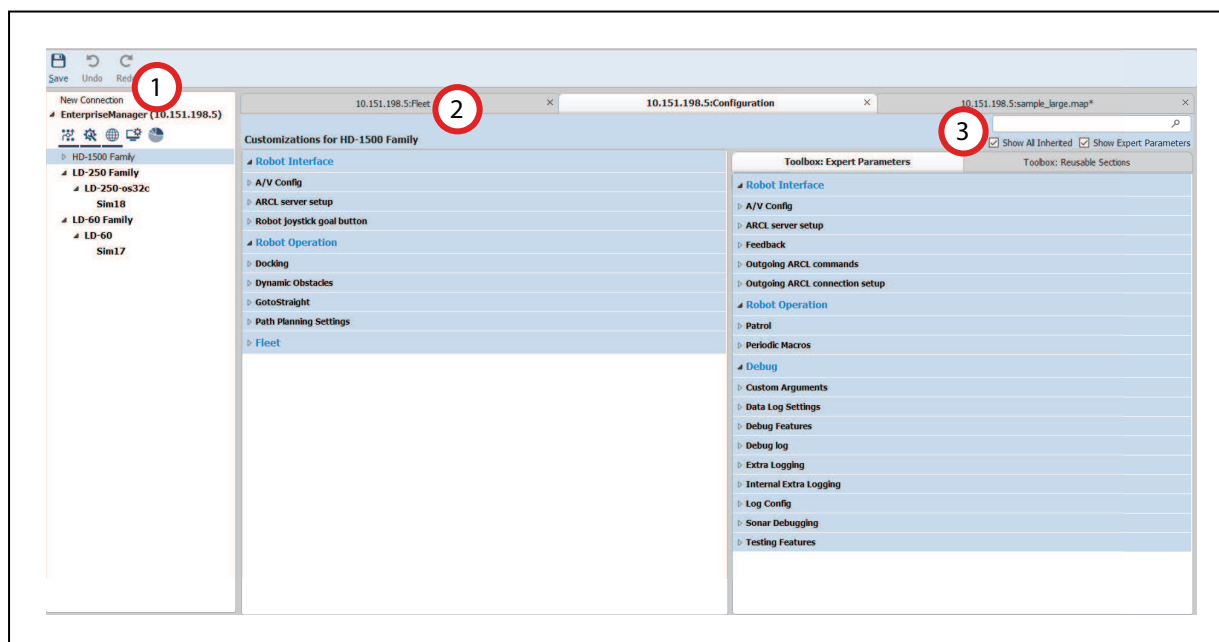 Save Undo Redo
1
New Connection
EnterpriseManager (10.151.198.5)
HD-1500 Family
LD-250 Family
LD-250-os32c
Sim18
LD-60 Family
LD-60
Sim17
10.151.198.5:Fleet
2
10.151.198.5:Configuration
10.151.198.5:sample_large.map*
3
Show All Inherited Show Expert Parameters
Customizations for HD-1500 Family
Robot Interface
A/V Config
ARCL server setup
Robot joystick goal button
Robot Operation
Docking
Dynamic Obstacles
GotoStraight
Path Planning Settings
Fleet
Toolbox: Expert Parameters
Toolbox: Reusable Sections
Robot Interface
A/V Config
ARCL server setup
Feedback
Outgoing ARCL commands
Outgoing ARCL connection setup
Robot Operation
Patrol
Periodic Macros
Debug
Custom Arguments
Data Log Settings
Debug Features
Debug log
Extra Logging
Internal Extra Logging
Log Config
Sonar Debugging
Testing Features